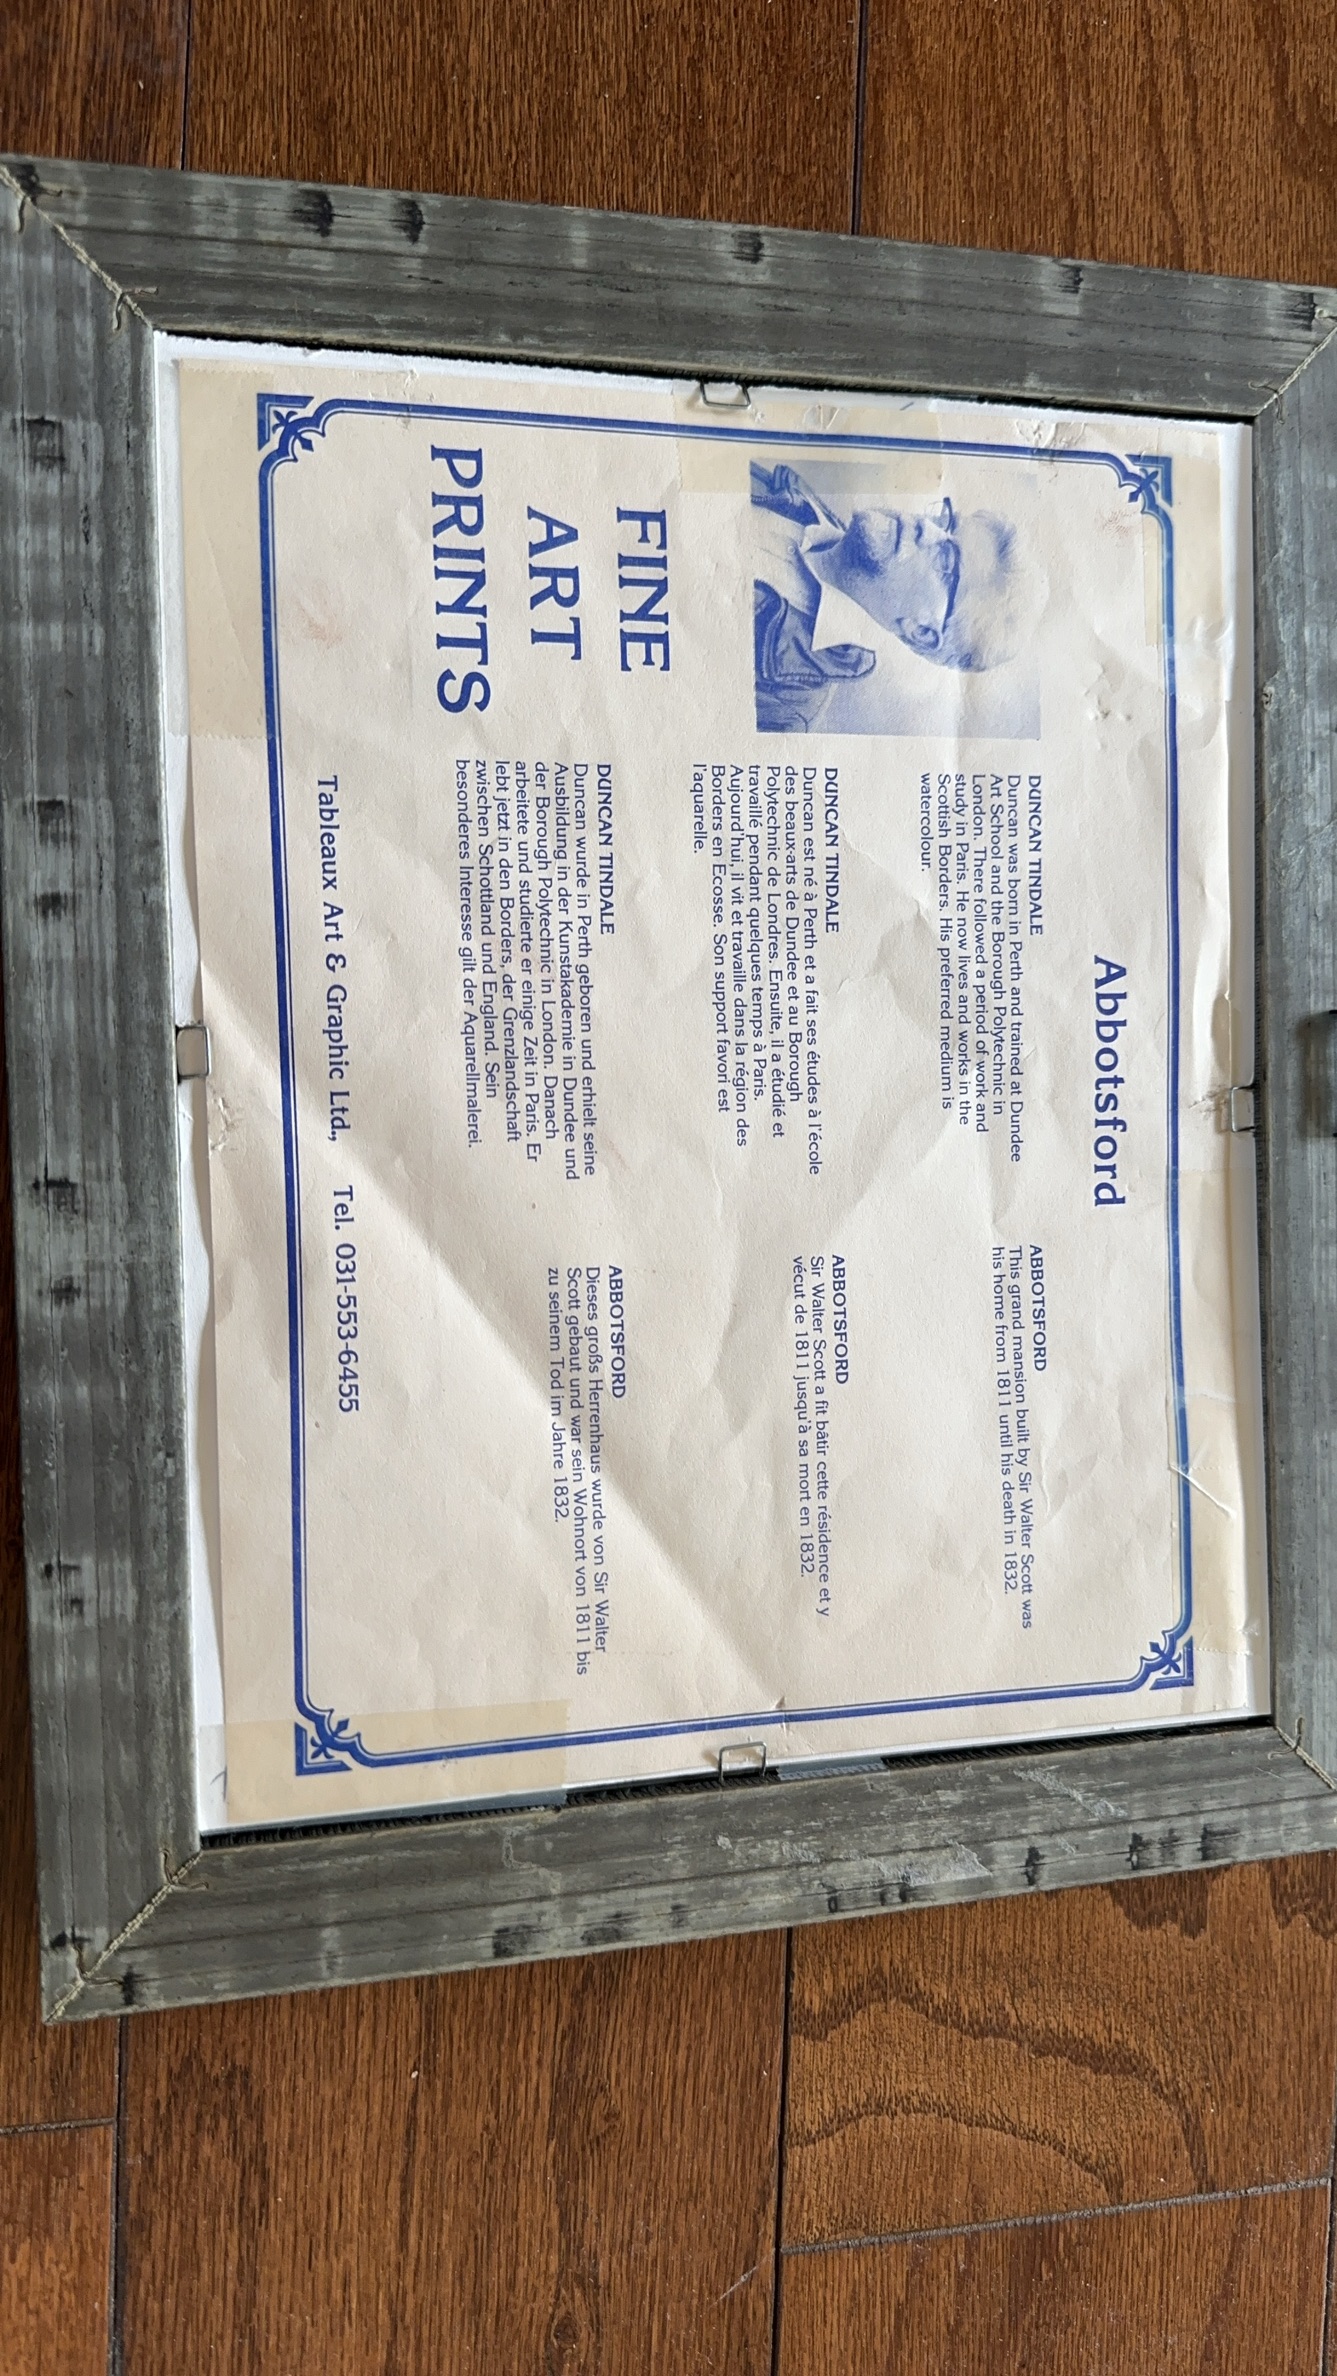 Abbotsford
DUNCAN TINDALE
Duncan was born in Perth and trained at Dundee
Art School and the Borough Polytechnic in
London. There followed a period of work and
study in Paris. He now lives and works in the
Scottish Borders. His preferred medium is
watercolour.
ABBOTSFORD
This grand mansion built by Sir Walter Scott was
his home from 1811 until his death in 1832.
DUNCAN TINDALE
Duncan est né à Perth et a fait ses études à l'école
des beaux-arts de Dundee et au Borough
Polytechnic de Londres. Ensuite, il a étudié et
travaillé pendant quelques temps à Paris.
Aujourd'hui, il vit et travaille dans la région des
Borders en Ecosse. Son support favori est
l'aquarelle.
ABBOTSFORD
Sir Walter Scott a fit bâtir cette résidence et y
vécut de 1811 jusqu'à sa mort en 1832.
FINE
ART
PRINTS
DUNCAN TINDALE
Duncan wurde in Perth geboren und erhielt seine
Ausbildung in der Kunstakademie in Dundee und
der Borough Polytechnic in London. Danach
arbeitete und studierte er einige Zeit in Paris. Er
lebt jetzt in den Borders, der Grenzlandschaft
zwischen Schottland und England. Sein
besonderes Interesse gilt der Aquarellmalerei.
ABBOTSFORD
Dieses großs Herrenhaus wurde von Sir Walter
Scott gebaut und war sein Wohnort von 1811 bis
zu seinem Tod im Jahre 1832.
Tableaux Art & Graphic Ltd., Tel. 031-553-6455